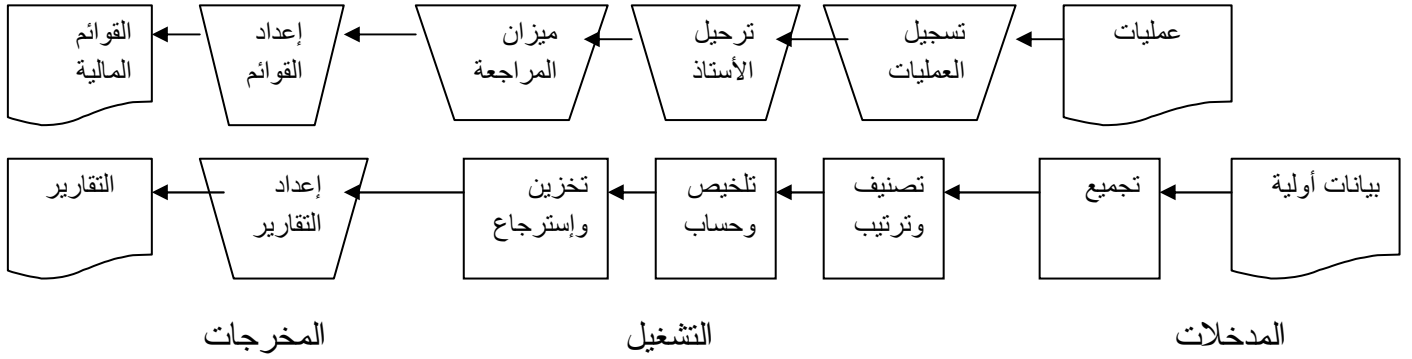 عمليات
تسجيل
العمليات
ترحيل
الأستاذ
ميزان
المراجعة
إعداد
القوائم
القوائم
المالية
بيانات أولية
تجميع
تصنيف
وترتيب
تلخيص
وحساب
تخزين
وإسترجاع
إعداد
التقارير
التقارير
المدخلات
التشغيل
المخرجات